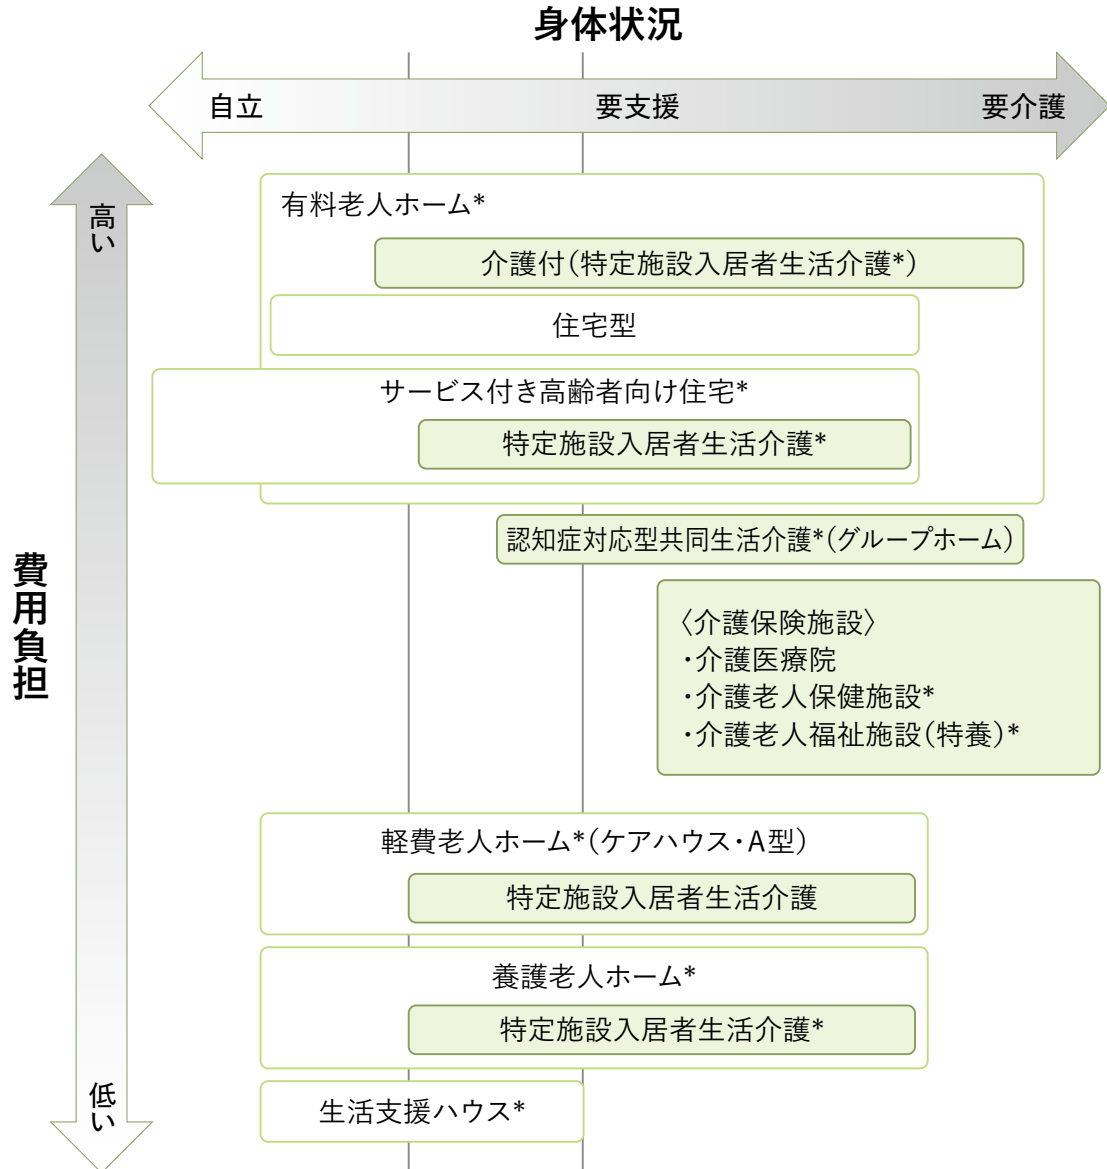 身体状況
自立
要支援
要介護
費用負担
高い
有料老人ホーム*
介護付(特定施設入居者生活介護*)
住宅型
サービス付き高齢者向け住宅*
特定施設入居者生活介護*
認知症対応型共同生活介護*(グループホーム)
〈介護保険施設〉
・介護医療院
・介護老人保健施設*
・介護老人福祉施設(特養)*
軽費老人ホーム*(ケアハウス・A型)
特定施設入居者生活介護
養護老人ホーム*
特定施設入居者生活介護*
低い
生活支援ハウス*